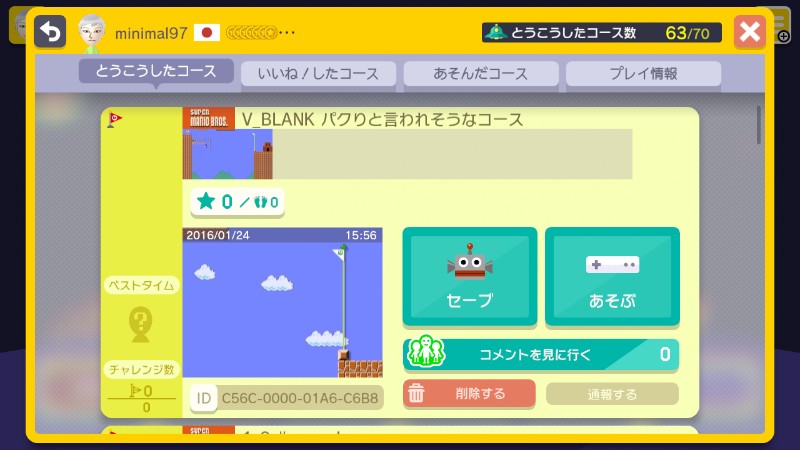 minimal97
とうこうしたコース数 63/70
とうこうしたコース
いいね！したコース
あそんだコース
プレイ情報
SUPER
MARIO BROS.
V_BLANK パクりと言われそうなコース
0 / 0
2016/01/24 15:56
セーブ
あそぶ
ベストタイム
コメントを見に行く 0
チャレンジ数
0
0
ID C56C-0000-01A6-C6B8
削除する
通報する
SUPER